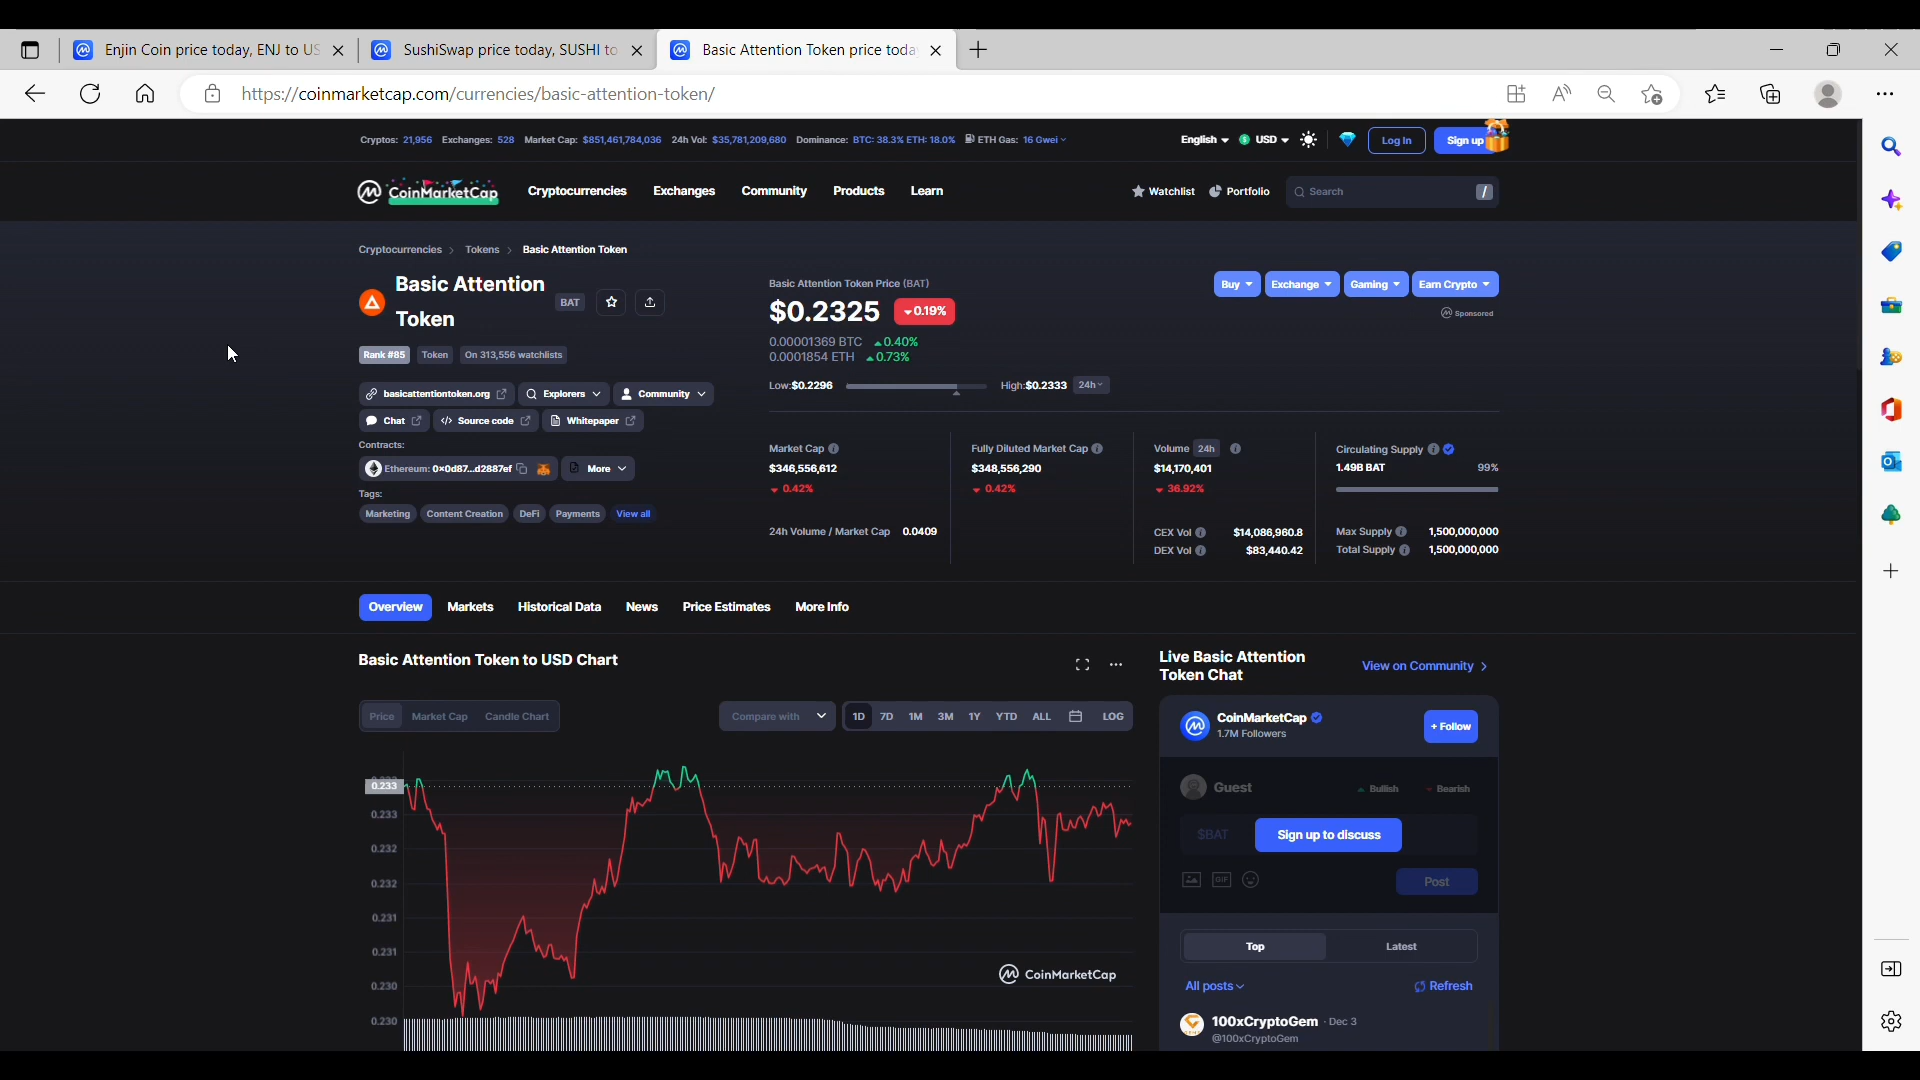 Enjin Coin price today, ENJ to US
SushiSwap price today, SUSHI to
Basic Attention Token price toda
https://coinmarketcap.com/currencies/basic-attention-token/
Cryptos: 21,956 Exchanges: 528 Market Cap: $851,461,784,036 24h Vol: $35,781,209,680 Dominance: BTC: 38.3% ETH: 18.0% ETH Gas: 16 Gwei
English USD Log In Sign up
CoinMarketCap Cryptocurrencies Exchanges Community Products Learn Watchlist Portfolio Search /
Cryptocurrencies > Tokens > Basic Attention Token
Basic Attention Token BAT
Rank #85 Token On 313,556 watchlists
basicattentiontoken.org Explorers Community
Chat Source code Whitepaper
Contracts:
Ethereum: 0x0d87...d2887ef More
Tags:
Marketing Content Creation DeFi Payments View all
Basic Attention Token Price (BAT)
$0.2325 0.19%
0.00001369 BTC 0.40%
0.0001854 ETH 0.73%
Low:$0.2296 High:$0.2333 24h
Buy Exchange Gaming Earn Crypto
Sponsored
Market Cap
$346,556,612
0.42%
24h Volume / Market Cap 0.0409
Fully Diluted Market Cap
$348,556,290
0.42%
Volume 24h
$14,170,401
36.92%
CEX Vol $14,086,960.8
DEX Vol $83,440.42
Circulating Supply
1.49B BAT 99%
Max Supply 1,500,000,000
Total Supply 1,500,000,000
Overview Markets Historical Data News Price Estimates More Info
Basic Attention Token to USD Chart
Price Market Cap Candle Chart Compare with 1D 7D 1M 3M 1Y YTD ALL LOG
0.233
0.233
0.232
0.232
0.231
0.231
0.230
0.230
CoinMarketCap
Live Basic Attention
Token Chat
View on Community >
CoinMarketCap
1.7M Followers
+ Follow
Guest Bullish Bearish
$BAT Sign up to discuss
GIF Post
Top Latest
All posts Refresh
100xCryptoGem · Dec 3
@100xCryptoGem